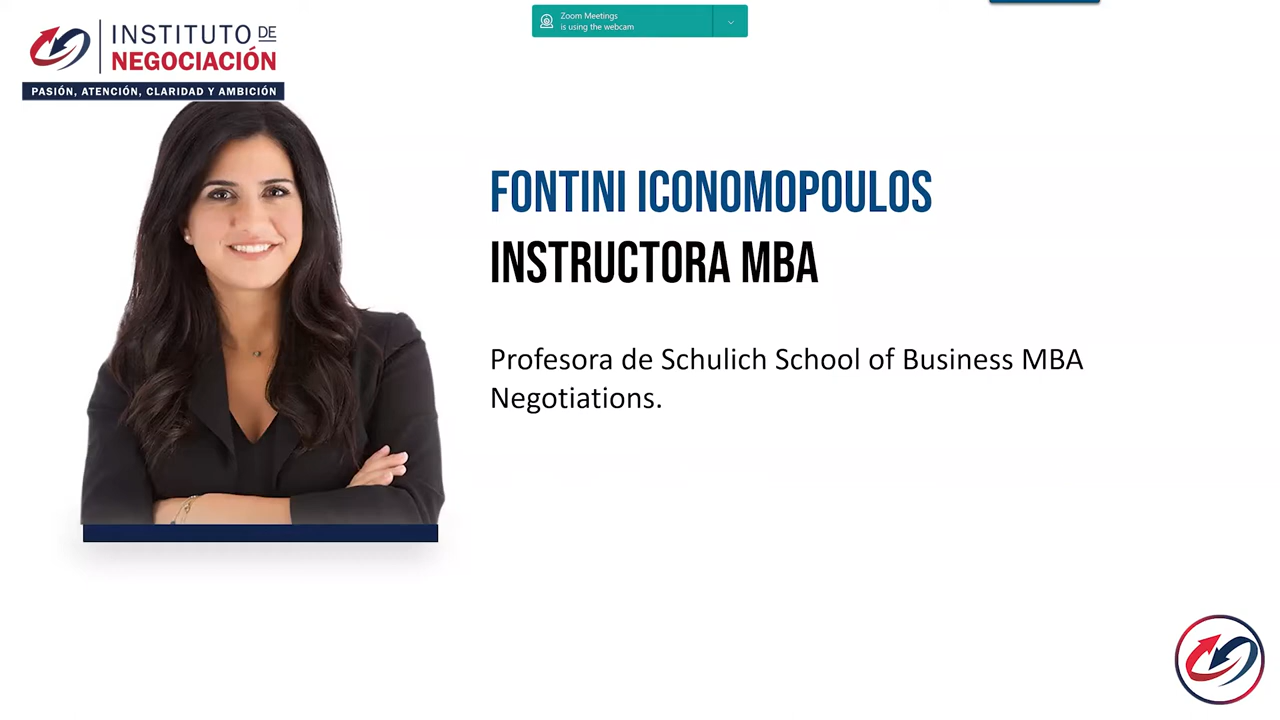 Zoom Meetings
is using the webcam
INSTITUTO DE
NEGOCIACIÓN
PASIÓN, ATENCIÓN, CLARIDAD Y AMBICIÓN
FONTINI ICONOMOPOULOS
INSTRUCTORA MBA
Profesora de Schulich School of Business MBA
Negotiations.